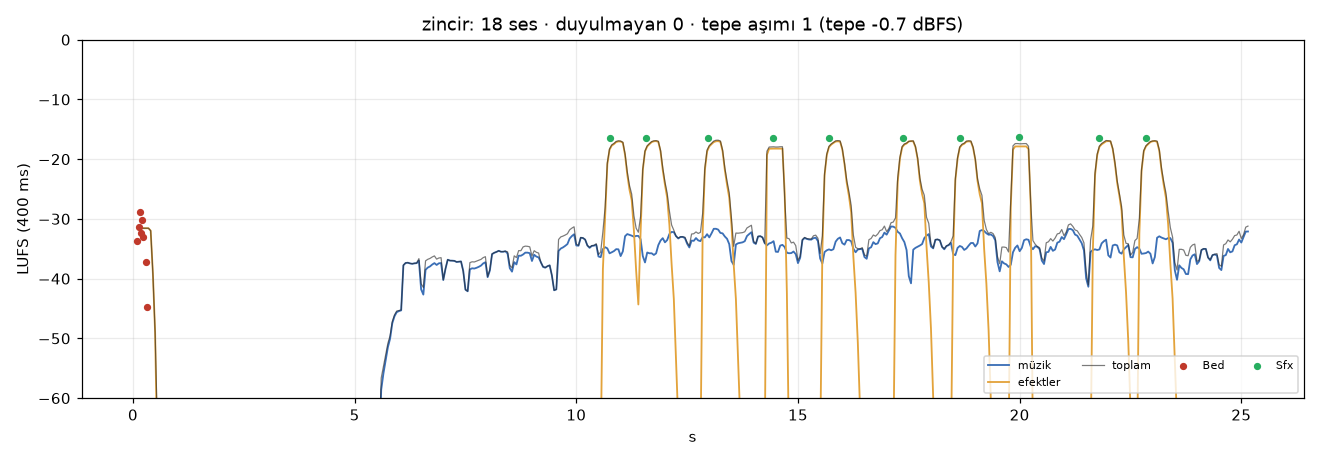 zincir: 18 ses · duyulmayan 0 · tepe aşımı 1 (tepe -0.7 dBFS)
LUFS (400 ms)
0
−10
−20
−30
−40
−50
−60
müzik
efektler
toplam
Bed
Sfx
0
5
10
15
20
25
s